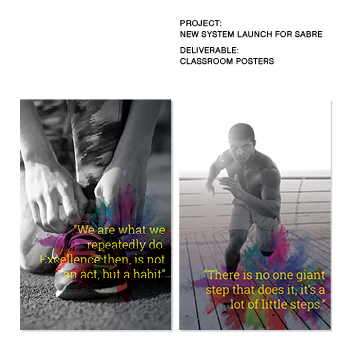 PROJECT:
NEW SYSTEM LAUNCH FOR SABRE
DELIVERABLE:
CLASSROOM POSTERS
"We are what we
repeatedly do.
Excellence then, is not
an act, but a habit"
"There is no one giant
step that does it, it's a
lot of little steps."